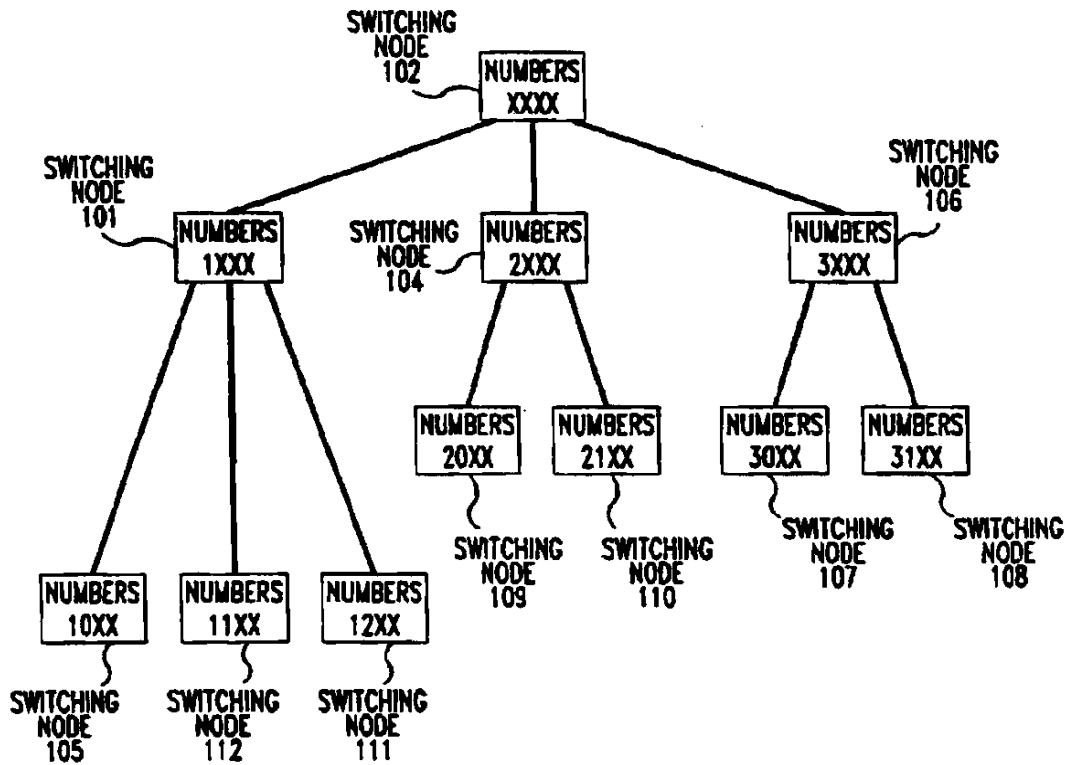 SWITCHING
NODE
102
NUMBERS
XXXX
SWITCHING
NODE
101
NUMBERS
1XXX
SWITCHING
NODE
104
NUMBERS
2XXX
SWITCHING
NODE
106
NUMBERS
3XXX
NUMBERS
20XX
NUMBERS
21XX
NUMBERS
30XX
NUMBERS
31XX
SWITCHING
NODE
109
SWITCHING
NODE
110
SWITCHING
NODE
107
SWITCHING
NODE
108
NUMBERS
10XX
NUMBERS
11XX
NUMBERS
12XX
SWITCHING
NODE
105
SWITCHING
NODE
112
SWITCHING
NODE
111